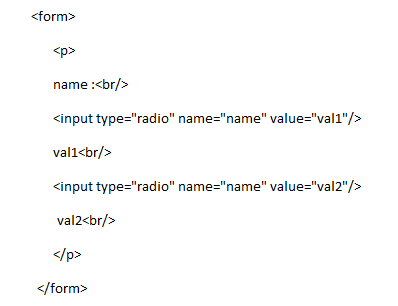 <form>
<p>
name :<br/>
<input type="radio" name="name" value="val1"/>
val1<br/>
<input type="radio" name="name" value="val2"/>
val2<br/>
</p>
</form>